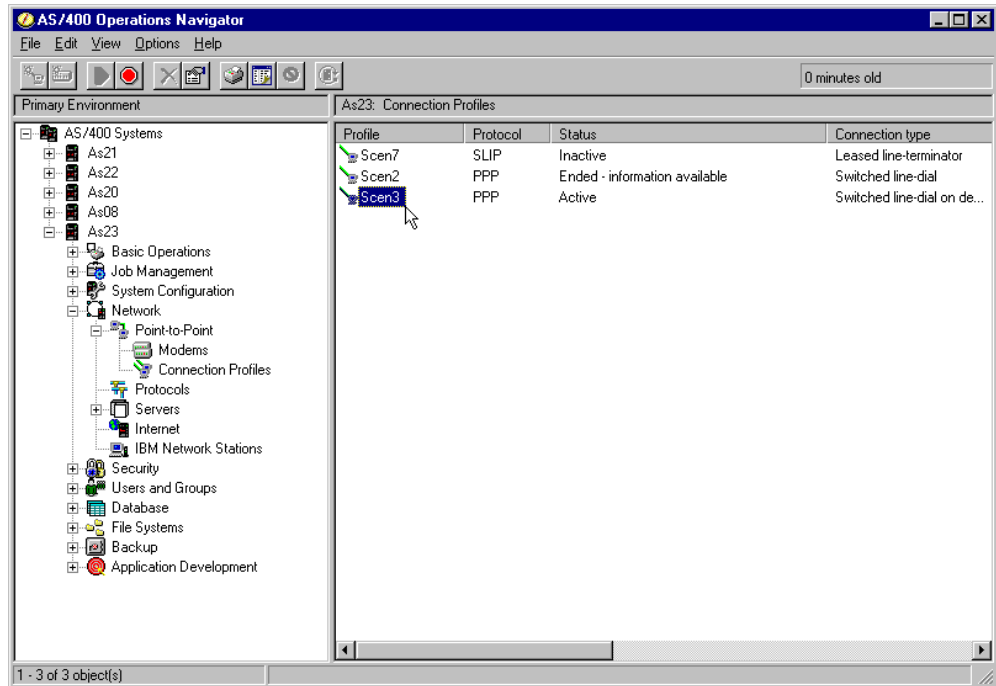 AS/400 Operations Navigator
File Edit View Options Help
0 minutes old
Primary Environment
As23: Connection Profiles
AS/400 Systems
As21
As22
As20
As08
As23
Basic Operations
Job Management
System Configuration
Network
Point-to-Point
Modems
Connection Profiles
Protocols
Servers
Internet
IBM Network Stations
Security
Users and Groups
Database
File Systems
Backup
Application Development
Profile Protocol Status Connection type
Scen7 SLIP Inactive Leased line-terminator
Scen2 PPP Ended - information available Switched line-dial
Scen3 PPP Active Switched line-dial on de...
1 - 3 of 3 object(s)